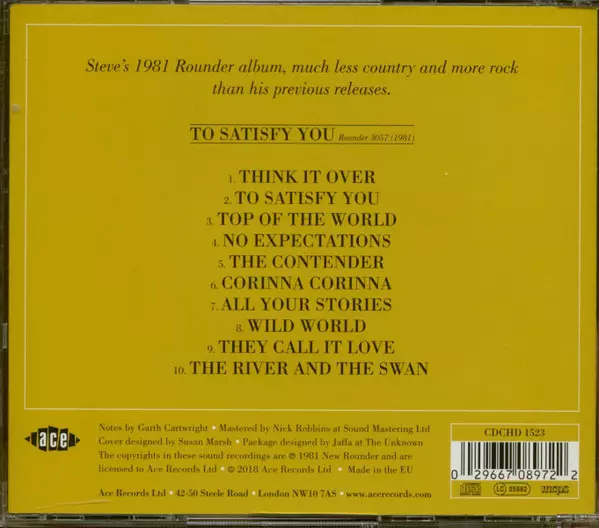 Steve's 1981 Rounder album, much less country and more rock
than his previous releases.
TO SATISFY YOU Rounder 3057 (1981)
1. THINK IT OVER
2. TO SATISFY YOU
3. TOP OF THE WORLD
4. NO EXPECTATIONS
5. THE CONTENDER
6. CORINNA CORINNA
7. ALL YOUR STORIES
8. WILD WORLD
9. THEY CALL IT LOVE
10. THE RIVER AND THE SWAN
ace
Notes by Garth Cartwright • Mastered by Nick Robbins at Sound Mastering Ltd
Cover designed by Susan Marsh • Package designed by Jaffa at The Unknown
The copyrights in these sound recordings are ℗ 1981 New Rounder and are
licensed to Ace Records Ltd • © 2018 Ace Records Ltd • Made in the EU
Ace Records Ltd • 42-50 Steele Road • London NW10 7AS • www.acerecords.com
CDCHD 1523
0 29667 08972 2
LC 05982
mcps